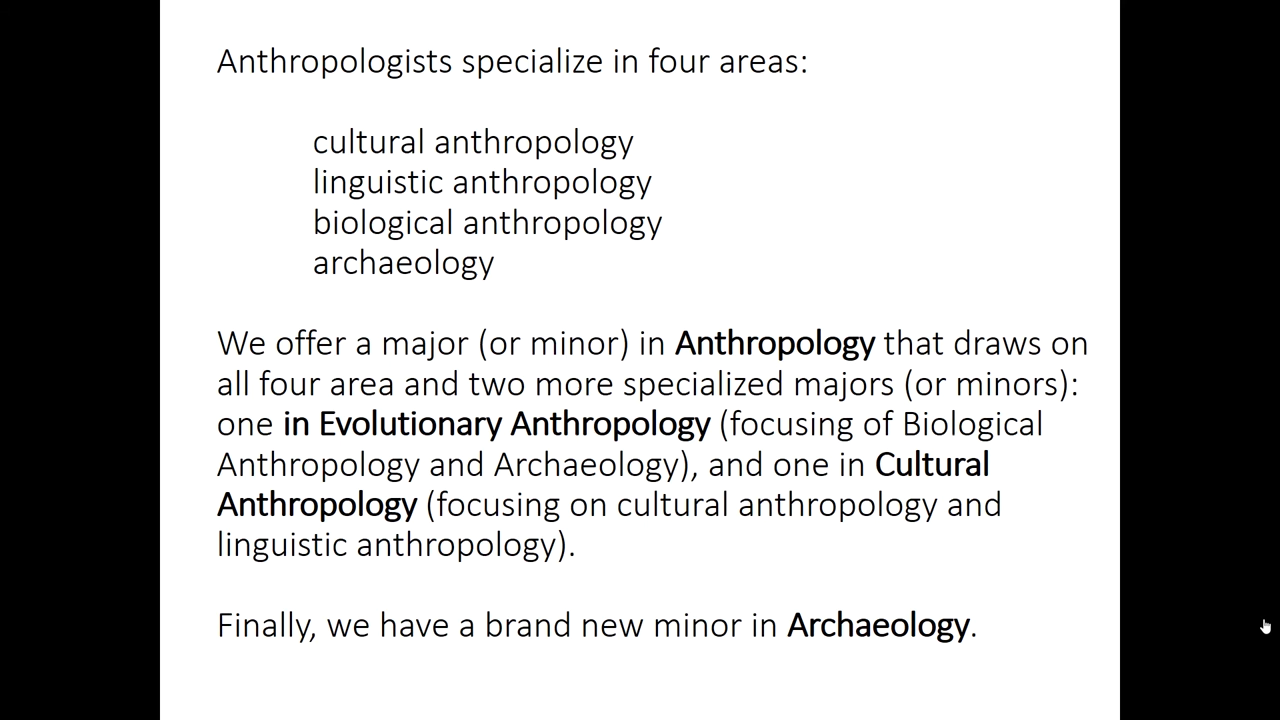 Anthropologists specialize in four areas:
cultural anthropology
linguistic anthropology
biological anthropology
archaeology
We offer a major (or minor) in Anthropology that draws on
all four area and two more specialized majors (or minors):
one in Evolutionary Anthropology (focusing of Biological
Anthropology and Archaeology), and one in Cultural
Anthropology (focusing on cultural anthropology and
linguistic anthropology).
Finally, we have a brand new minor in Archaeology.